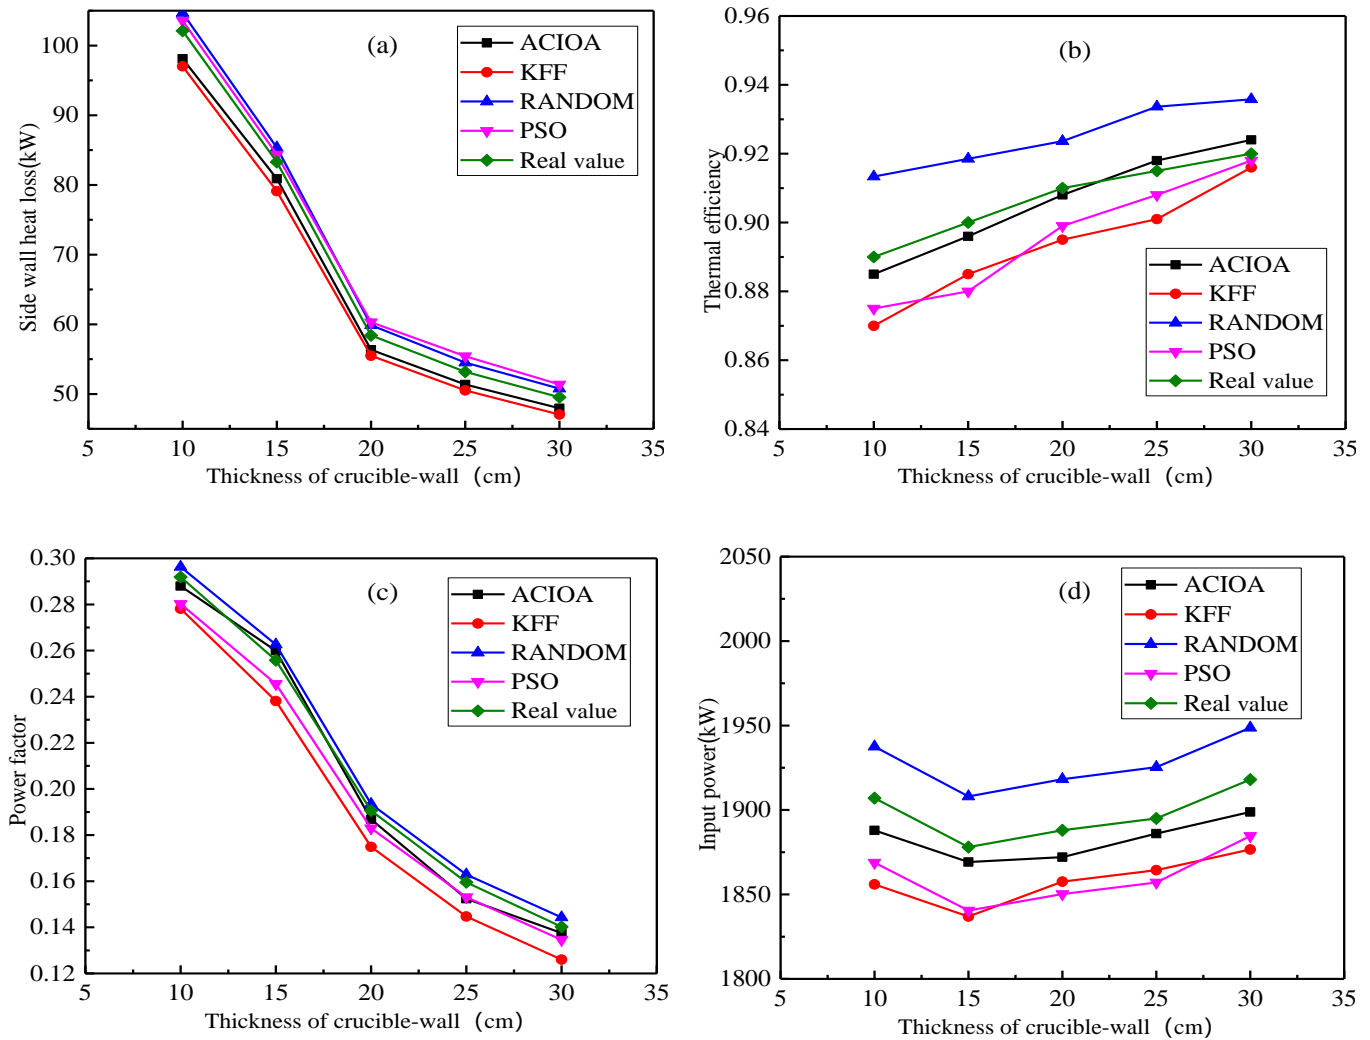 (a)
ACIOA
KFF
RANDOM
PSO
Real value
Side wall heat loss(kW)
100
90
80
70
60
50
5 10 15 20 25 30 35
Thickness of crucible-wall (cm)
(b)
ACIOA
KFF
RANDOM
PSO
Real value
Thermal efficiency
0.96
0.94
0.92
0.90
0.88
0.86
0.84
5 10 15 20 25 30 35
Thickness of crucible-wall (cm)
(c)
ACIOA
KFF
RANDOM
PSO
Real value
Power factor
0.30
0.28
0.26
0.24
0.22
0.20
0.18
0.16
0.14
0.12
5 10 15 20 25 30 35
Thickness of crucible-wall (cm)
(d)
ACIOA
KFF
RANDOM
PSO
Real value
Input power(kW)
2050
2000
1950
1900
1850
1800
5 10 15 20 25 30 35
Thickness of crucible-wall (cm)